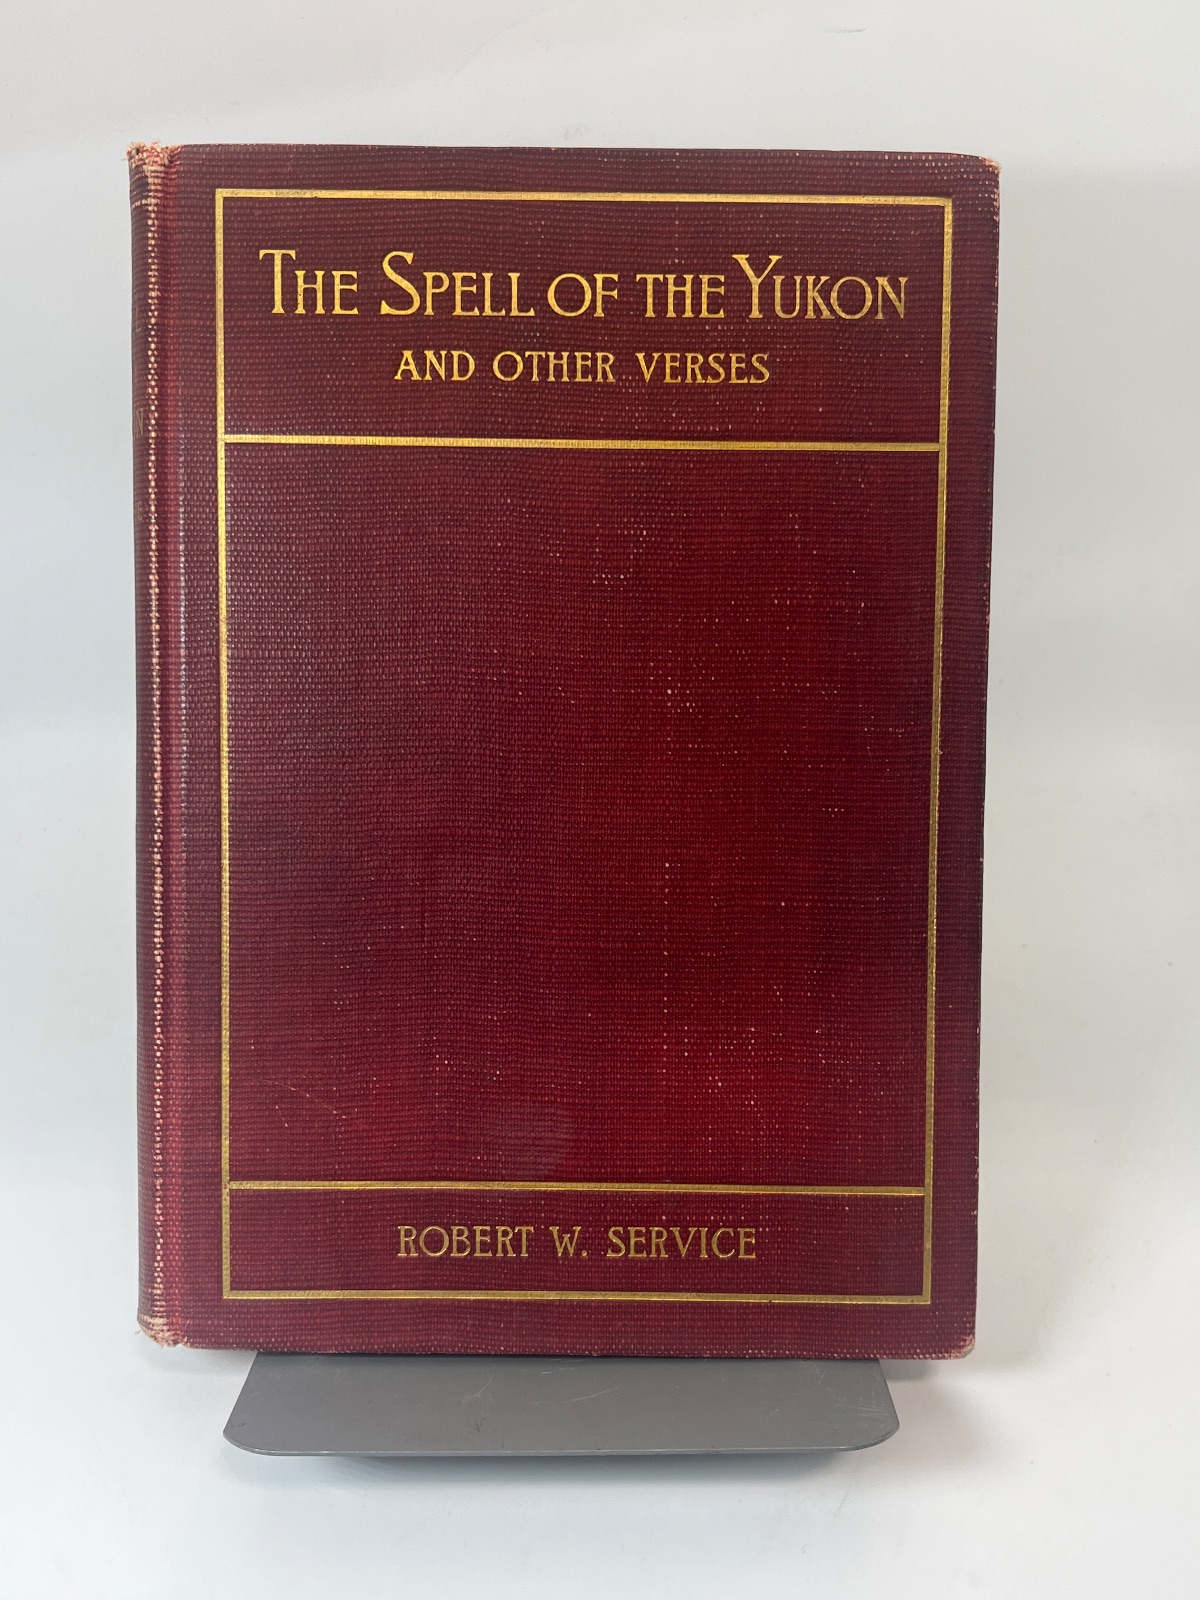 THE SPELL OF THE YUKON
AND OTHER VERSES
ROBERT W. SERVICE